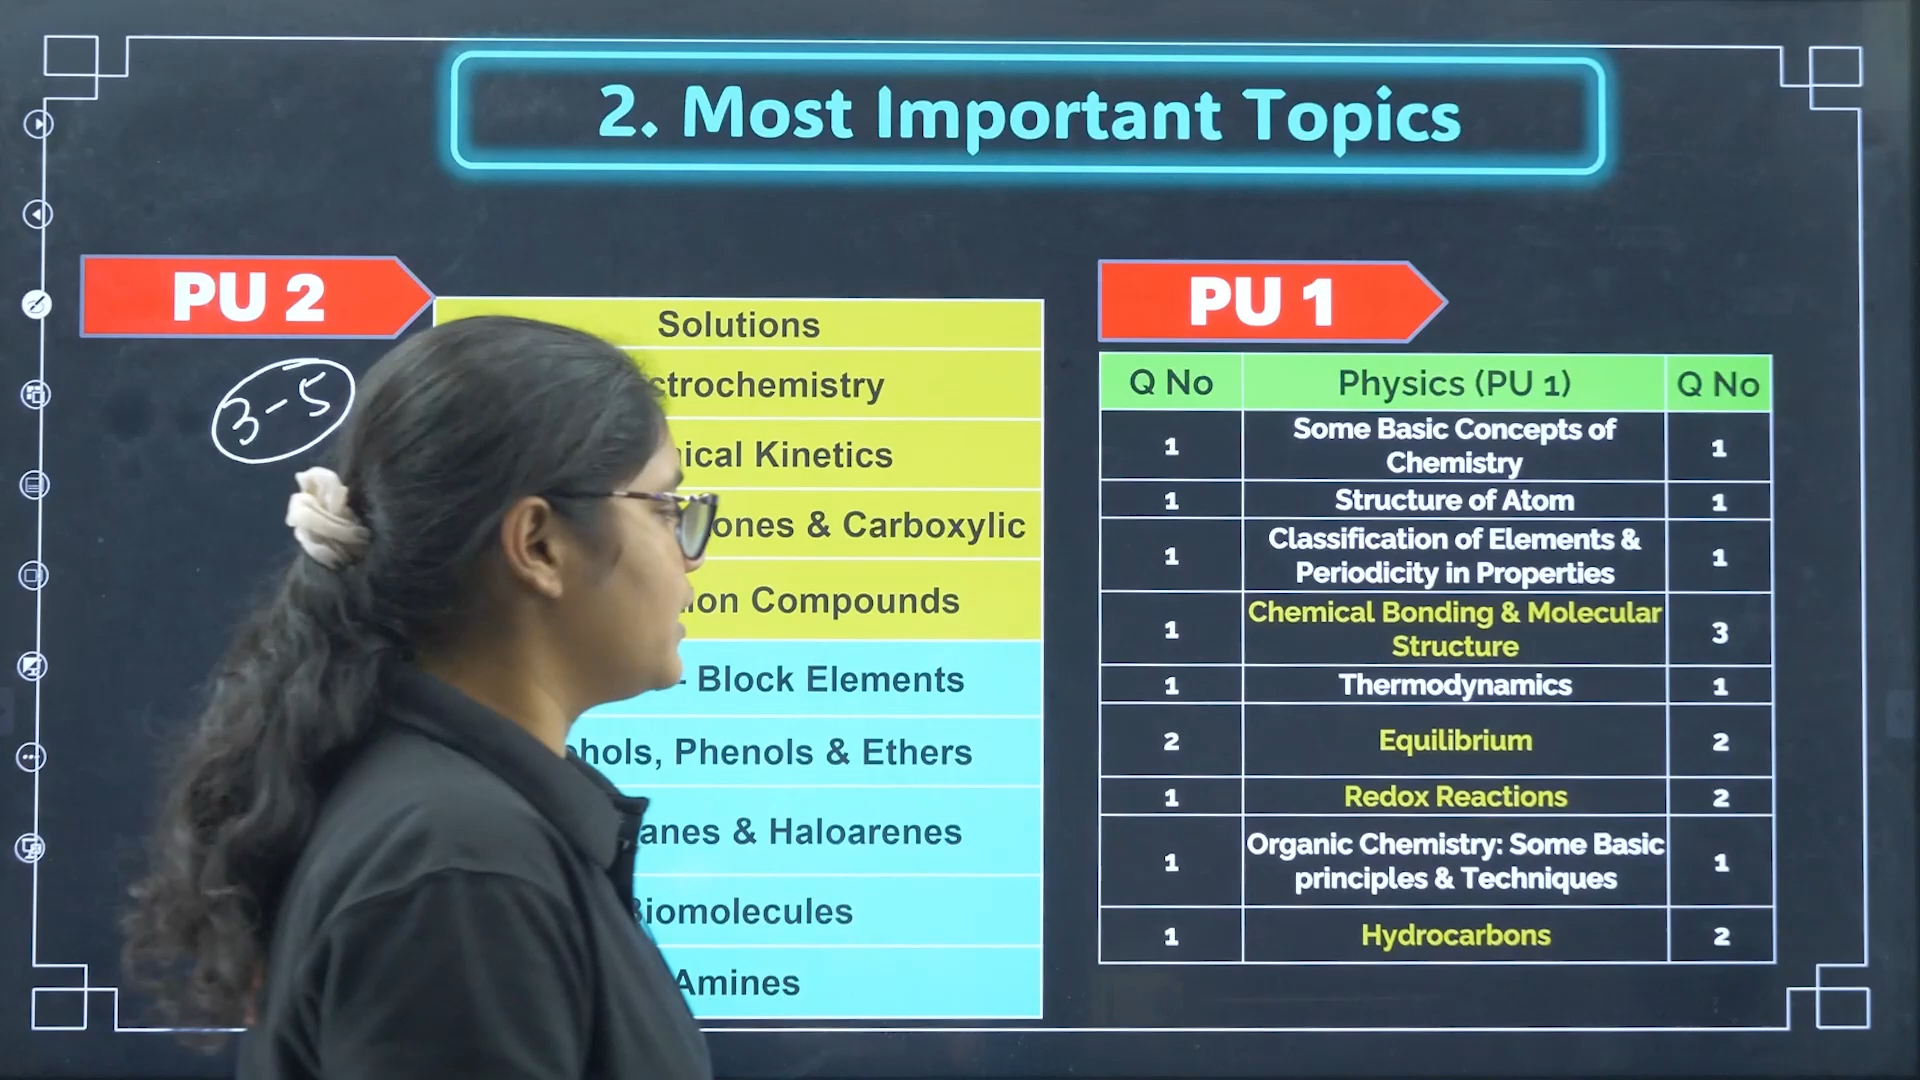 2. Most Important Topics
PU 2
3-5
Solutions
ctrochemistry
ical Kinetics
ones & Carboxylic
ion Compounds
- Block Elements
hols, Phenols & Ethers
anes & Haloarenes
Biomolecules
Amines
PU 1
Q No Physics (PU 1) Q No
1 Some Basic Concepts of
Chemistry 1
1 Structure of Atom 1
1 Classification of Elements &
Periodicity in Properties 1
1 Chemical Bonding & Molecular
Structure 3
1 Thermodynamics 1
2 Equilibrium 2
1 Redox Reactions 2
1 Organic Chemistry: Some Basic
principles & Techniques 1
1 Hydrocarbons 2